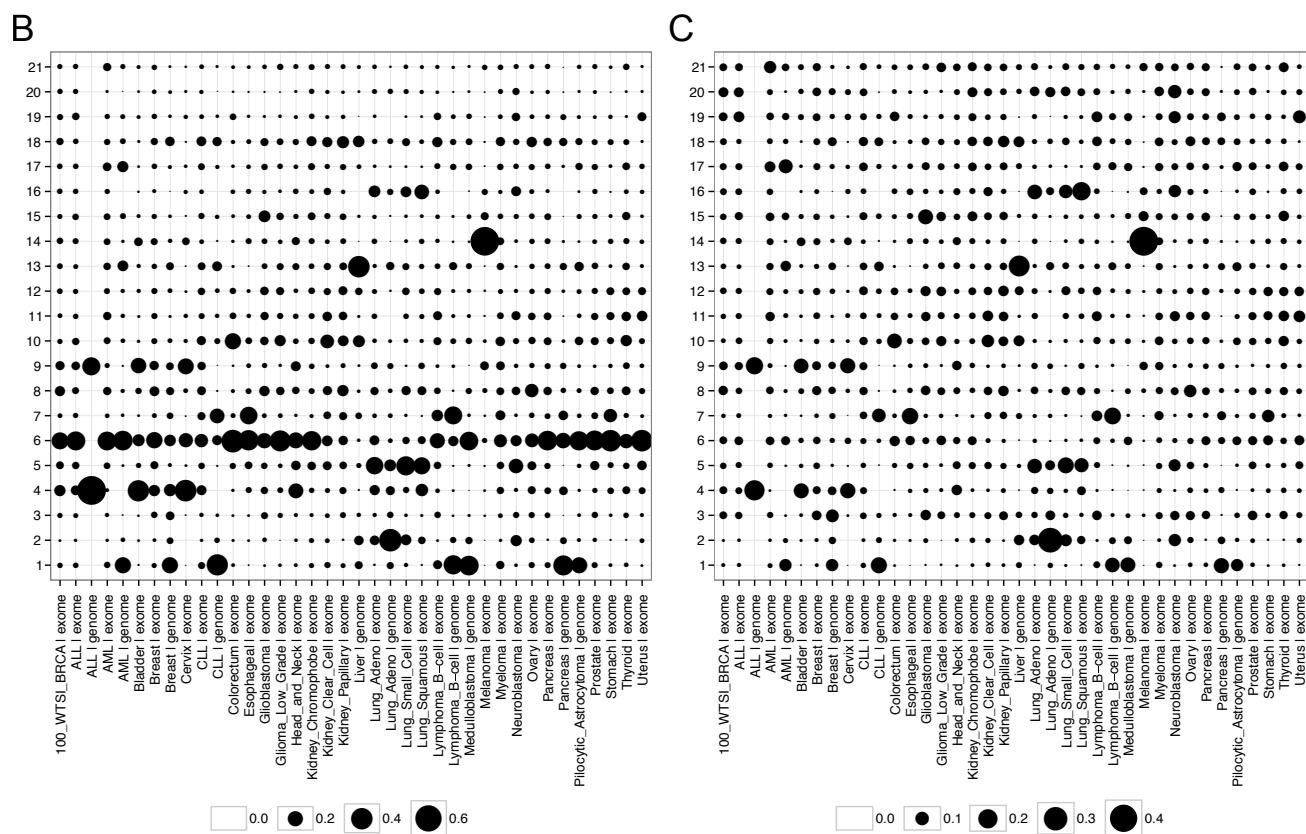 B
21
20
19
18
17
16
15
14
13
12
11
10
9
8
7
6
5
4
3
2
1
100_WTSI_BRCA | exome
ALL | exome
ALL | genome
AML | exome
AML | genome
Bladder | exome
Breast | exome
Breast | genome
Cervix | exome
CLL | exome
CLL | genome
Colorectum | exome
Esophageal | exome
Glioblastoma | exome
Glioma_Low_Grade | exome
Head_and_Neck | exome
Kidney_Chromophobe | exome
Kidney_Clear_Cell | exome
Kidney_Papillary | exome
Liver | genome
Lung_Adeno | exome
Lung_Adeno | genome
Lung_Small_Cell | exome
Lung_Squamous | exome
Lymphoma_B-cell | exome
Lymphoma_B-cell | genome
Medulloblastoma | genome
Melanoma | exome
Myeloma | exome
Neuroblastoma | exome
Ovary | exome
Pancreas | exome
Pancreas | genome
Pilocytic_Astrocytoma | genome
Prostate | exome
Stomach | exome
Thyroid | exome
Uterus | exome
0.0 0.2 0.4 0.6
C
21
20
19
18
17
16
15
14
13
12
11
10
9
8
7
6
5
4
3
2
1
100_WTSI_BRCA | exome
ALL | exome
ALL | genome
AML | exome
AML | genome
Bladder | exome
Breast | exome
Breast | genome
Cervix | exome
CLL | exome
CLL | genome
Colorectum | exome
Esophageal | exome
Glioblastoma | exome
Glioma_Low_Grade | exome
Head_and_Neck | exome
Kidney_Chromophobe | exome
Kidney_Clear_Cell | exome
Kidney_Papillary | exome
Liver | genome
Lung_Adeno | exome
Lung_Adeno | genome
Lung_Small_Cell | exome
Lung_Squamous | exome
Lymphoma_B-cell | exome
Lymphoma_B-cell | genome
Medulloblastoma | genome
Melanoma | exome
Myeloma | exome
Neuroblastoma | exome
Ovary | exome
Pancreas | exome
Pancreas | genome
Pilocytic_Astrocytoma | genome
Prostate | exome
Stomach | exome
Thyroid | exome
Uterus | exome
0.0 0.1 0.2 0.3 0.4